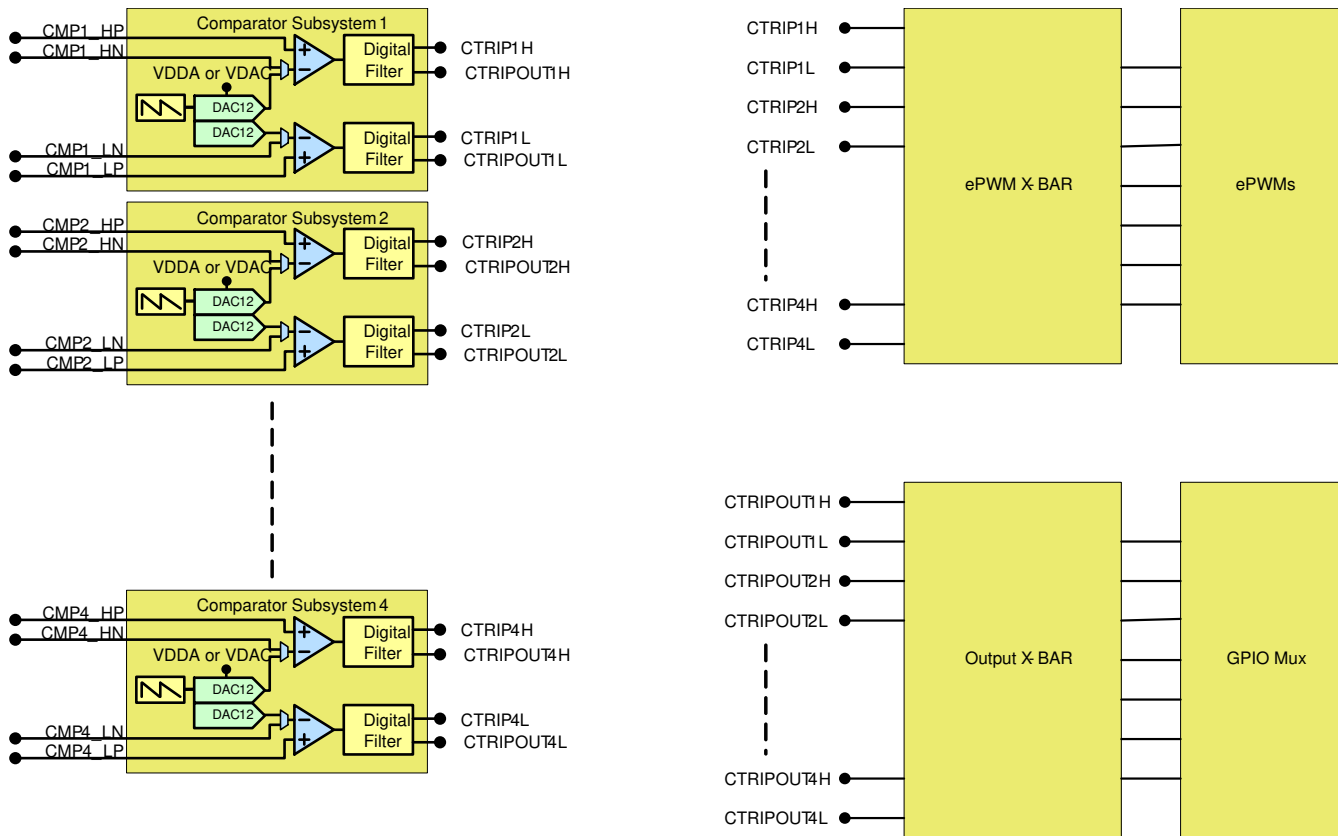 Comparator Subsystem 1
CMP1_HP
CMP1_HN
VDDA or VDAC
DAC12
DAC12
CMP1_LN
CMP1_LP
Digital
Filter
Digital
Filter
CTRIP1H
CTRIPOUT1H
CTRIP1L
CTRIPOUT1L
Comparator Subsystem 2
CMP2_HP
CMP2_HN
VDDA or VDAC
DAC12
DAC12
CMP2_LN
CMP2_LP
Digital
Filter
Digital
Filter
CTRIP2H
CTRIPOUT2H
CTRIP2L
CTRIPOUT2L
Comparator Subsystem 4
CMP4_HP
CMP4_HN
VDDA or VDAC
DAC12
DAC12
CMP4_LN
CMP4_LP
Digital
Filter
Digital
Filter
CTRIP4H
CTRIPOUT4H
CTRIP4L
CTRIPOUT4L
CTRIP1H
CTRIP1L
CTRIP2H
CTRIP2L
CTRIP4H
CTRIP4L
ePWM X-BAR
ePWMs
CTRIPOUT1H
CTRIPOUT1L
CTRIPOUT2H
CTRIPOUT2L
CTRIPOUT4H
CTRIPOUT4L
Output X-BAR
GPIO Mux